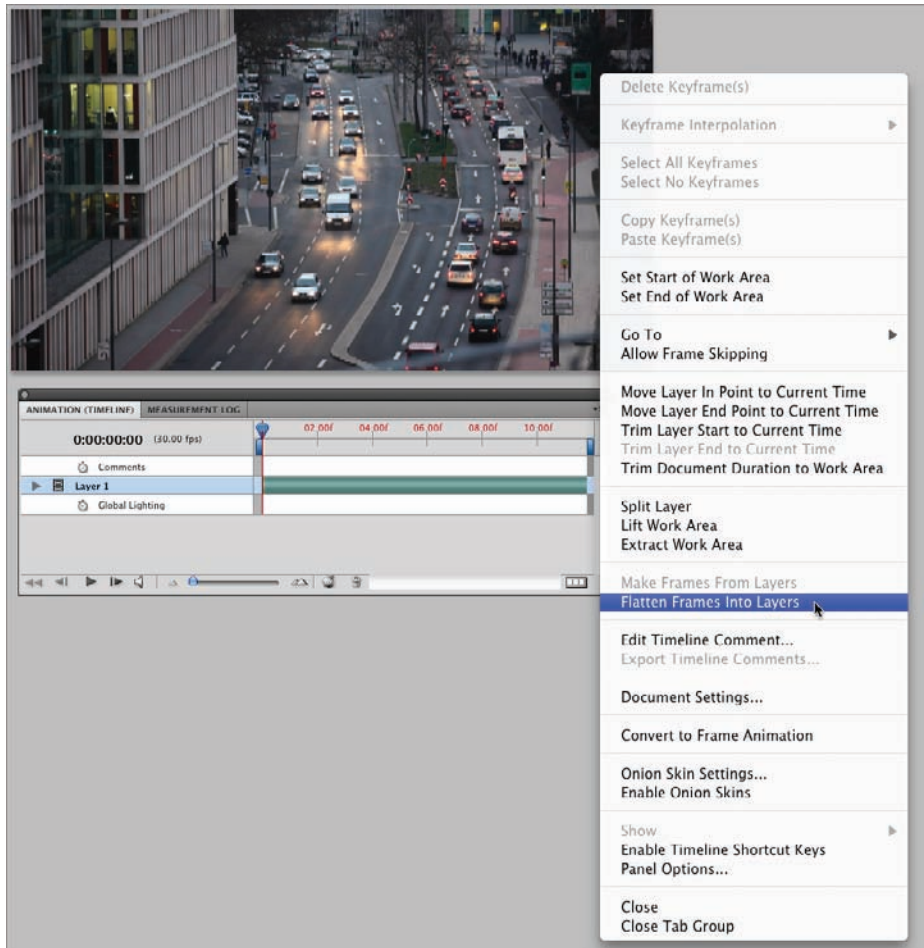 Delete Keyframe(s)
Keyframe Interpolation
Select All Keyframes
Select No Keyframes
Copy Keyframe(s)
Paste Keyframe(s)
Set Start of Work Area
Set End of Work Area
Go To
Allow Frame Skipping
Move Layer In Point to Current Time
Move Layer End Point to Current Time
Trim Layer Start to Current Time
Trim Layer End to Current Time
Trim Document Duration to Work Area
Split Layer
Lift Work Area
Extract Work Area
Make Frames From Layers
Flatten Frames Into Layers
Edit Timeline Comment...
Export Timeline Comments...
Document Settings...
Convert to Frame Animation
Onion Skin Settings...
Enable Onion Skins
Show
Enable Timeline Shortcut Keys
Panel Options...
Close
Close Tab Group
ANIMATION (TIMELINE) MEASUREMENT LOG
0:00:00:00 (30.00 fps) 02:00f 04:00f 06:00f 08:00f 10:00f
Comments
Layer 1
Global Lighting